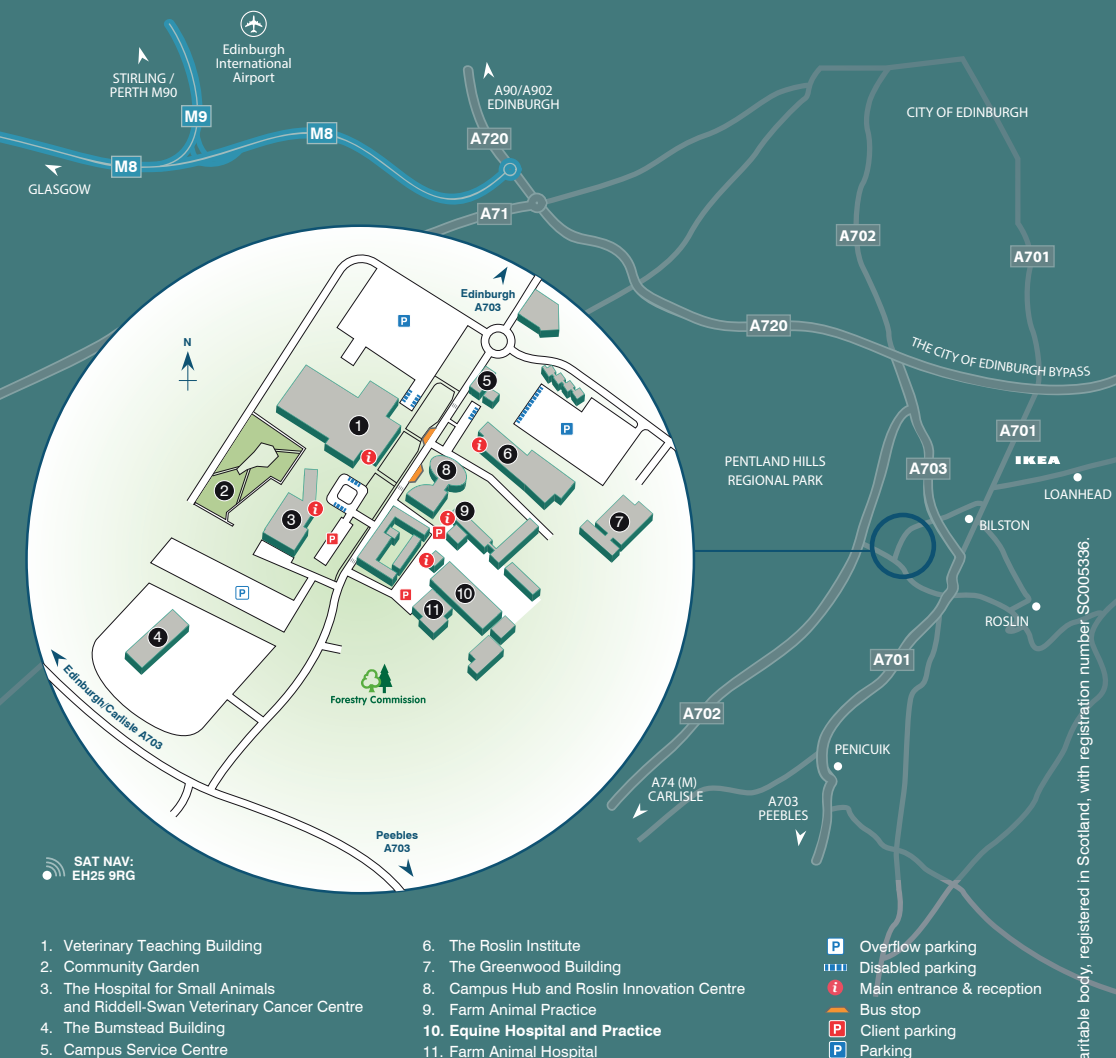 Edinburgh
International
Airport
STIRLING /
PERTH M90
A90/A902
EDINBURGH
CITY OF EDINBURGH
M9
M8
A720
M8
GLASGOW
A71
A702
A701
Edinburgh
A703
A720
THE CITY OF EDINBURGH BYPASS
N
P
5
1
i
i
6
P
A701
IKEA
PENTLAND HILLS
REGIONAL PARK
A703
LOANHEAD
8
2
3
i
i
9
P
P
7
BILSTON
i
10
P
P
11
ROSLIN
4
A701
Forestry Commission
Edinburgh/Carlisle A703
A702
PENICUIK
A74 (M)
CARLISLE
A703
PEEBLES
Peebles
A703
SAT NAV:
EH25 9RG
1. Veterinary Teaching Building
2. Community Garden
3. The Hospital for Small Animals
and Riddell-Swan Veterinary Cancer Centre
4. The Bumstead Building
5. Campus Service Centre
6. The Roslin Institute
7. The Greenwood Building
8. Campus Hub and Roslin Innovation Centre
9. Farm Animal Practice
10. Equine Hospital and Practice
11. Farm Animal Hospital
P Overflow parking
Disabled parking
i Main entrance & reception
Bus stop
P Client parking
P Parking
aritable body, registered in Scotland, with registration number SC005336.